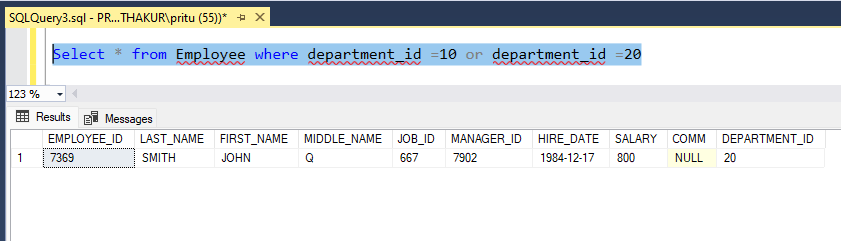 SQLQuery3.sql - PR...THAKUR\pritu (55))*
Select * from Employee where department_id =10 or department_id =20
123 %
Results Messages
EMPLOYEE_ID LAST_NAME FIRST_NAME MIDDLE_NAME JOB_ID MANAGER_ID HIRE_DATE SALARY COMM DEPARTMENT_ID
1 7369 SMITH JOHN Q 667 7902 1984-12-17 800 NULL 20